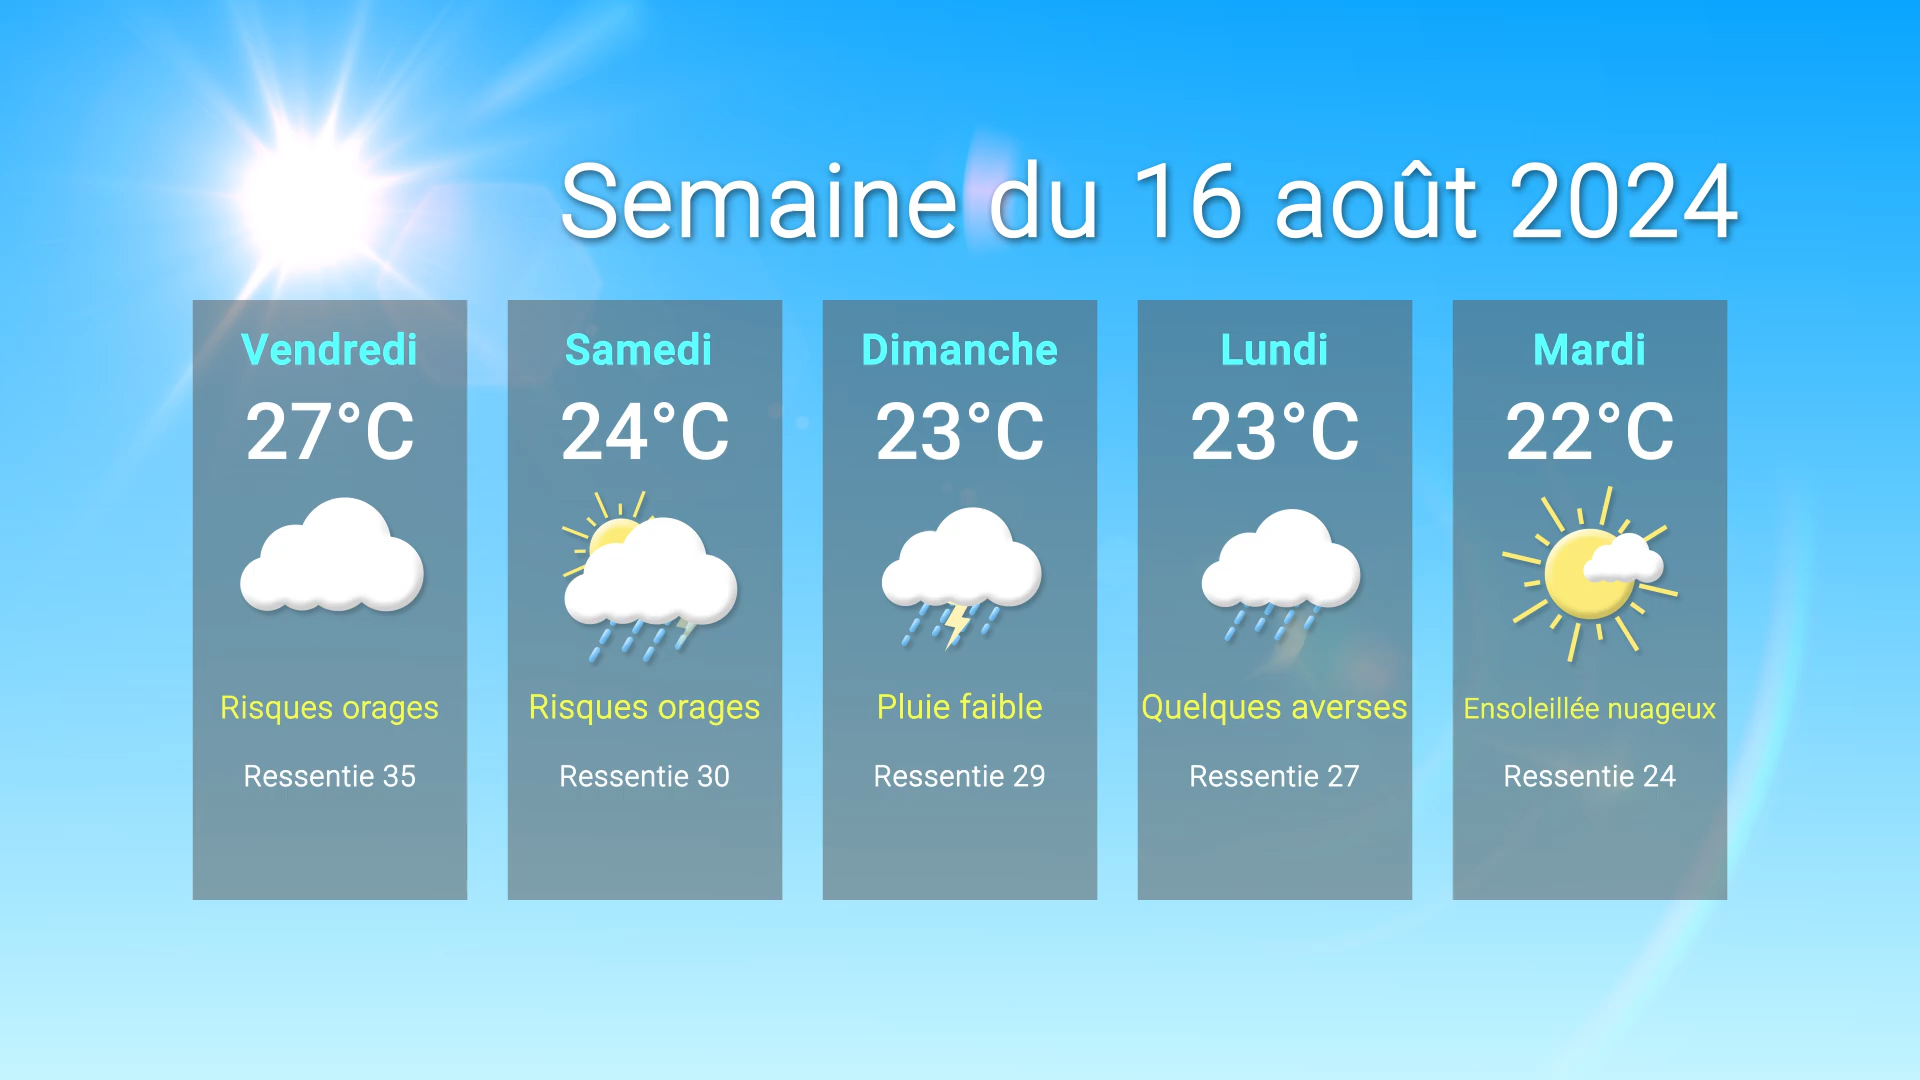 Semaine du 16 août 2024
Vendredi
27°C
Risques orages
Ressentie 35
Samedi
24°C
Risques orages
Ressentie 30
Dimanche
23°C
Pluie faible
Ressentie 29
Lundi
23°C
Quelques averses
Ressentie 27
Mardi
22°C
Ensoleillée nuageux
Ressentie 24